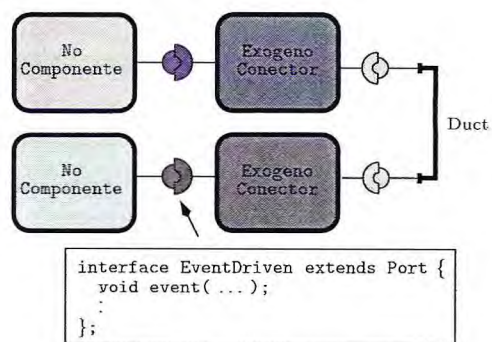 No
Componente
Exogeno
Conector
Duct
No
Componente
Exogeno
Conector
interface EventDriven extends Port {
void event( ... );
:
};